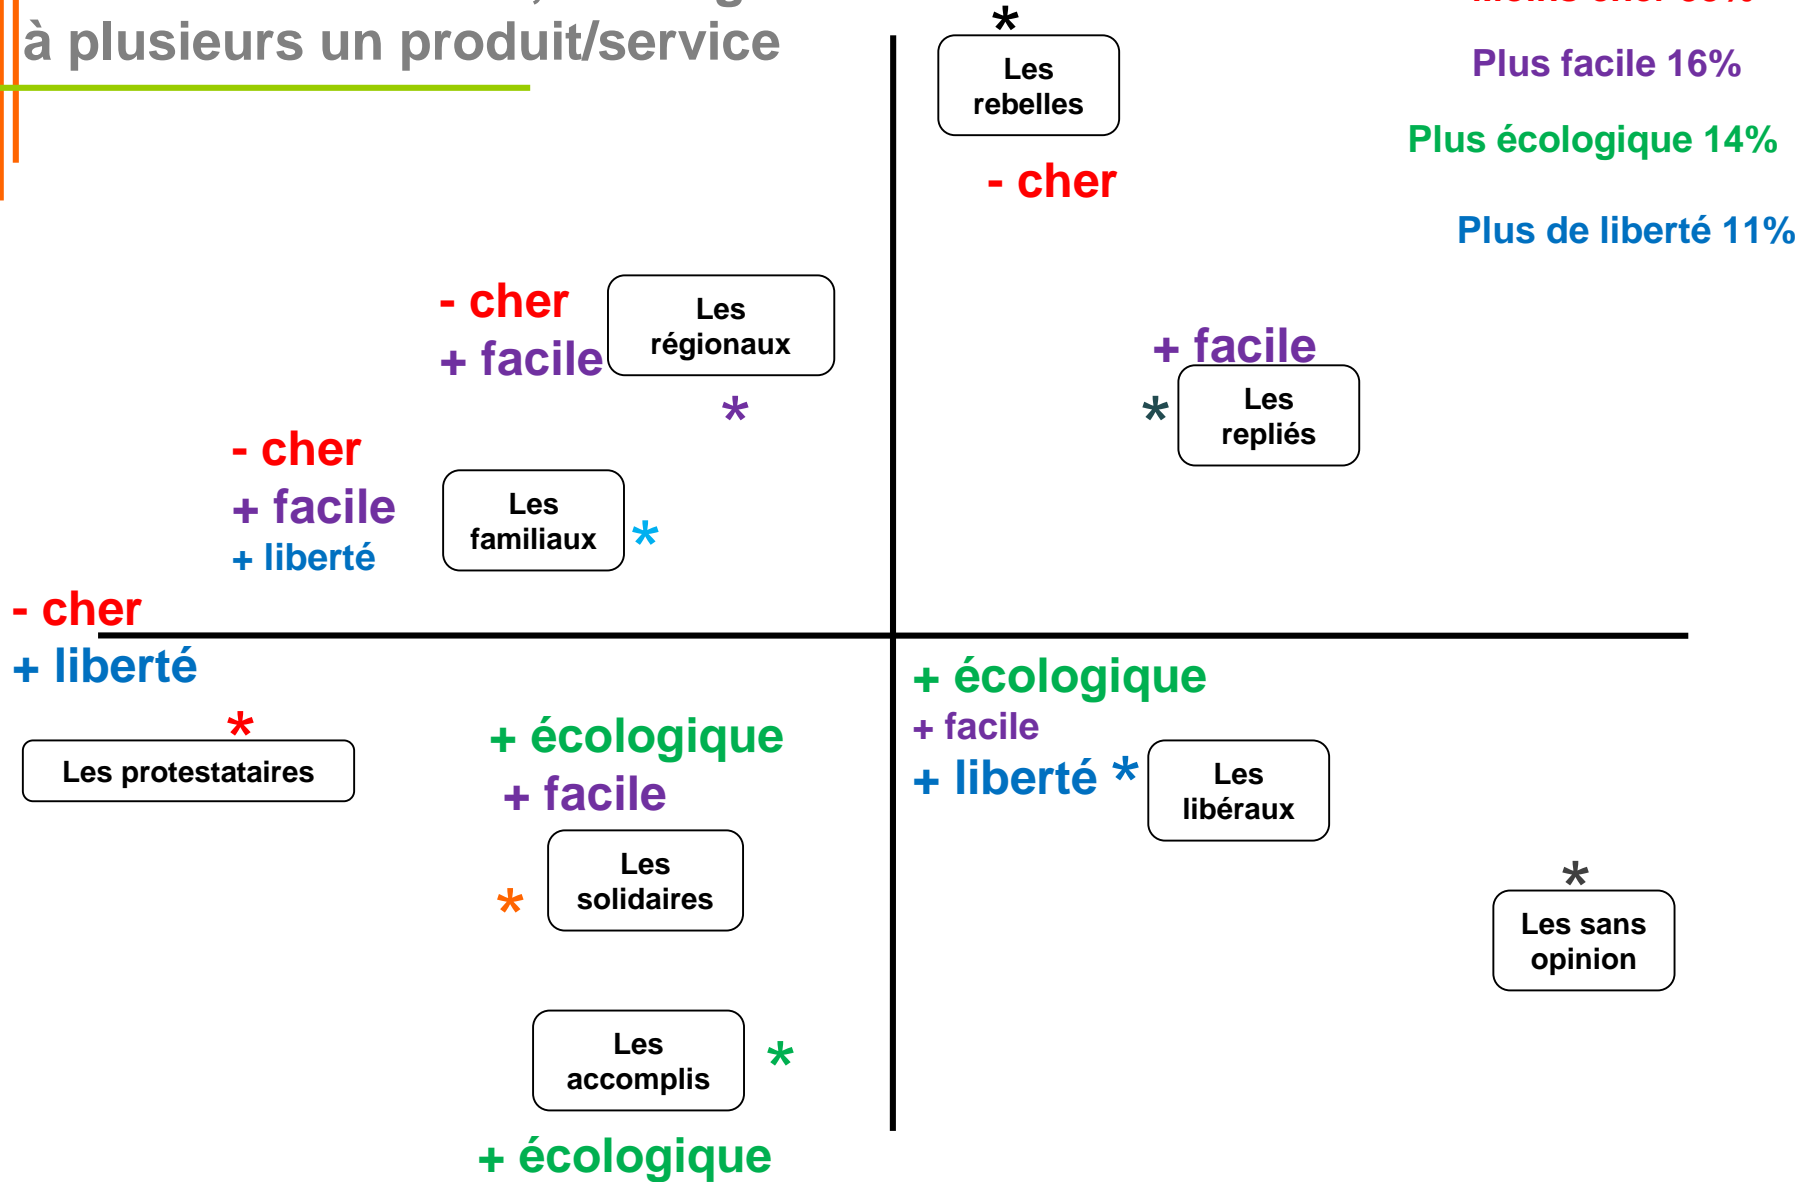 à plusieurs un produit/service
Plus facile 16%
Plus écologique 14%
Plus de liberté 11%
*
Les
rebelles
- cher
- cher
+ facile
Les
régionaux
*
+ facile
*
Les
repliés
- cher
+ facile
+ liberté
Les
familiaux
*
- cher
+ liberté
*
Les protestataires
+ écologique
+ facile
*
Les
solidaires
Les
accomplis
*
+ écologique
+ écologique
+ facile
+ liberté *
Les
libéraux
*
Les sans
opinion